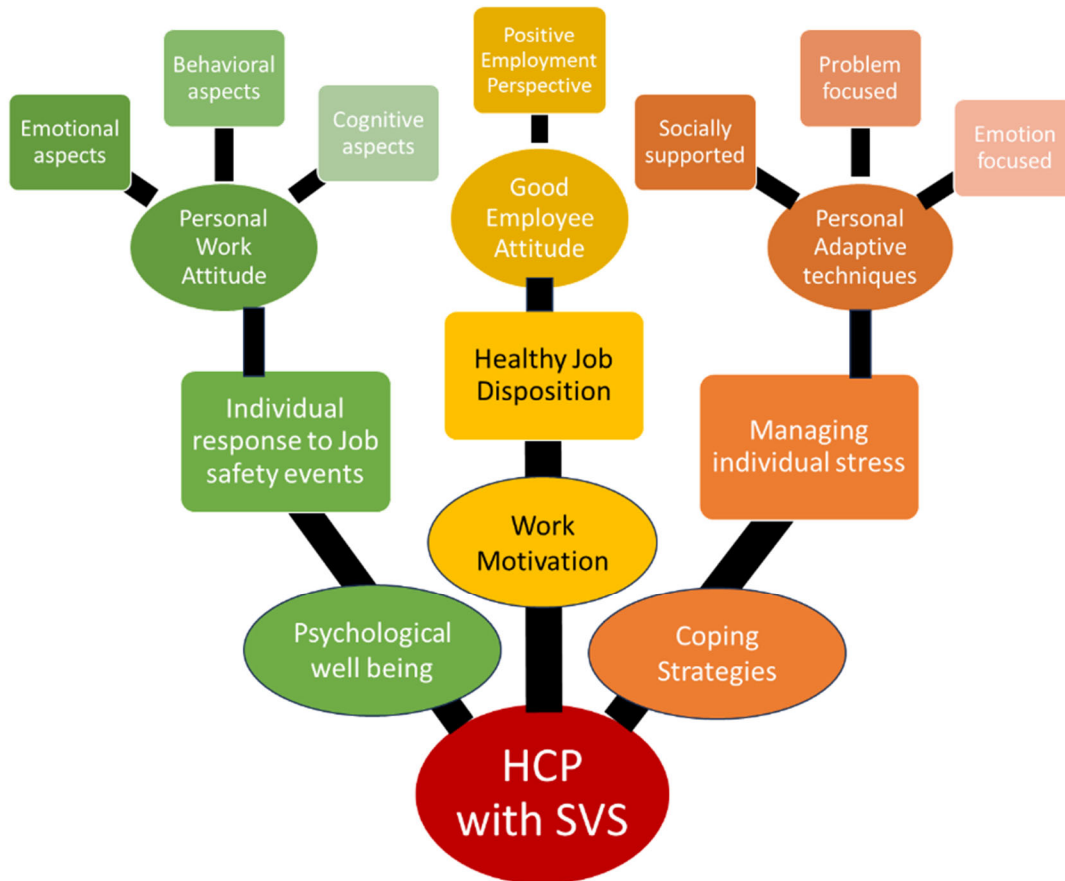 Emotional
aspects
Behavioral
aspects
Cognitive
aspects
Personal
Work
Attitude
Individual
response to Job
safety events
Psychological
well being
Positive
Employment
Perspective
Good
Employee
Attitude
Healthy Job
Disposition
Work
Motivation
Socially
supported
Problem
focused
Emotion
focused
Personal
Adaptive
techniques
Managing
individual stress
Coping
Strategies
HCP
with SVS